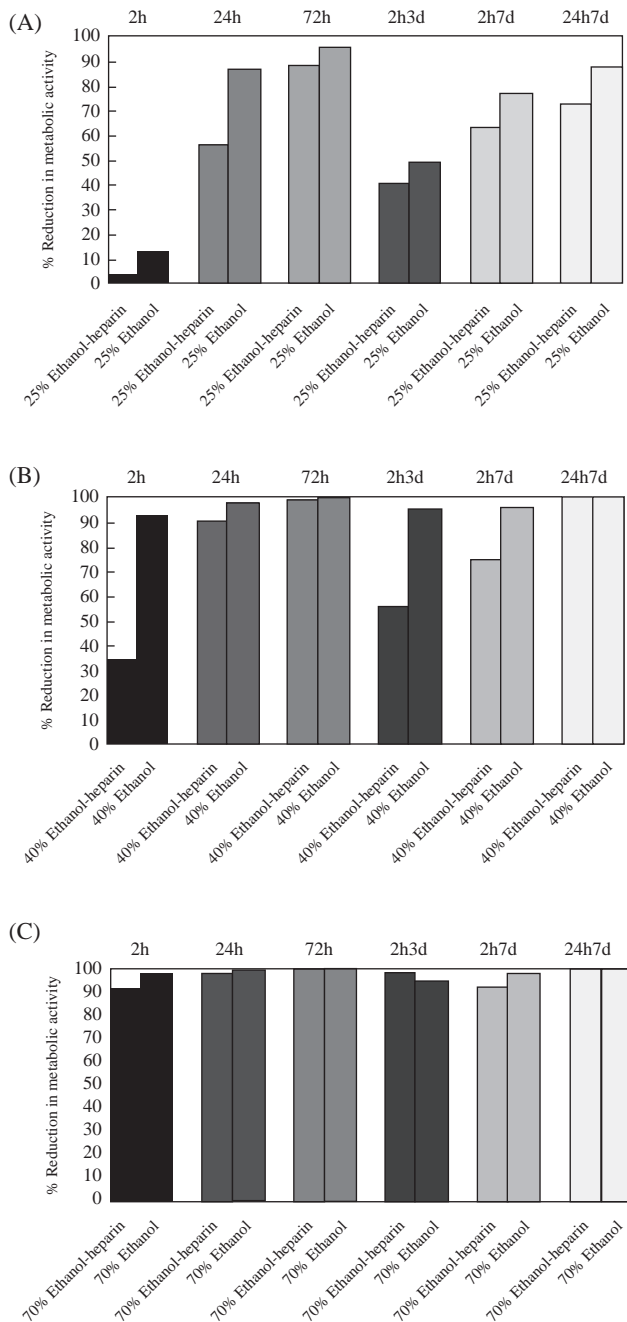 (A)
2h 24h 72h 2h3d 2h7d 24h7d
% Reduction in metabolic activity
100
90
80
70
60
50
40
30
20
10
0
25% Ethanol-heparin
25% Ethanol
25% Ethanol-heparin
25% Ethanol
25% Ethanol-heparin
25% Ethanol
25% Ethanol-heparin
25% Ethanol
25% Ethanol-heparin
25% Ethanol
25% Ethanol-heparin
25% Ethanol
(B)
2h 24h 72h 2h3d 2h7d 24h7d
% Reduction in metabolic activity
100
90
80
70
60
50
40
30
20
10
0
40% Ethanol-heparin
40% Ethanol
40% Ethanol-heparin
40% Ethanol
40% Ethanol-heparin
40% Ethanol
40% Ethanol-heparin
40% Ethanol
40% Ethanol-heparin
40% Ethanol
40% Ethanol-heparin
40% Ethanol
(C)
2h 24h 72h 2h3d 2h7d 24h7d
% Reduction in metabolic activity
100
90
80
70
60
50
40
30
20
10
0
70% Ethanol-heparin
70% Ethanol
70% Ethanol-heparin
70% Ethanol
70% Ethanol-heparin
70% Ethanol
70% Ethanol-heparin
70% Ethanol
70% Ethanol-heparin
70% Ethanol
70% Ethanol-heparin
70% Ethanol